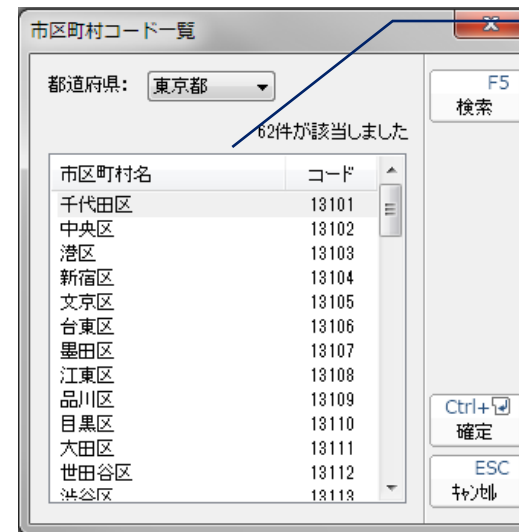 市区町村コード一覧
都道府県： 東京都
62件が該当しました
市区町村名 コード
千代田区 13101
中央区 13102
港区 13103
新宿区 13104
文京区 13105
台東区 13106
墨田区 13107
江東区 13108
品川区 13109
目黒区 13110
大田区 13111
世田谷区 13112
渋谷区 13113
F5
検索
Ctrl+
確定
ESC
ｷｬﾝｾﾙ